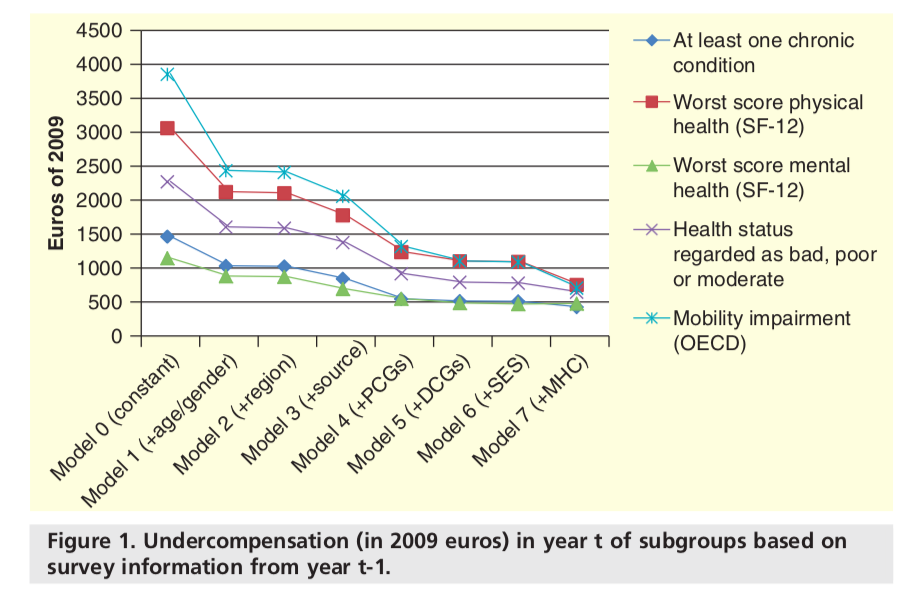 4500
4000
3500
3000
2500
2000
1500
1000
500
0
Euros of 2009
Model 0 (constant)
Model 1 (+age/gender)
Model 2 (+region)
Model 3 (+source)
Model 4 (+PCGs)
Model 5 (+DCGs)
Model 6 (+SES)
Model 7 (+MHC)
At least one chronic
condition
Worst score physical
health (SF-12)
Worst score mental
health (SF-12)
Health status
regarded as bad, poor
or moderate
Mobility impairment
(OECD)
Figure 1. Undercompensation (in 2009 euros) in year t of subgroups based on
survey information from year t-1.